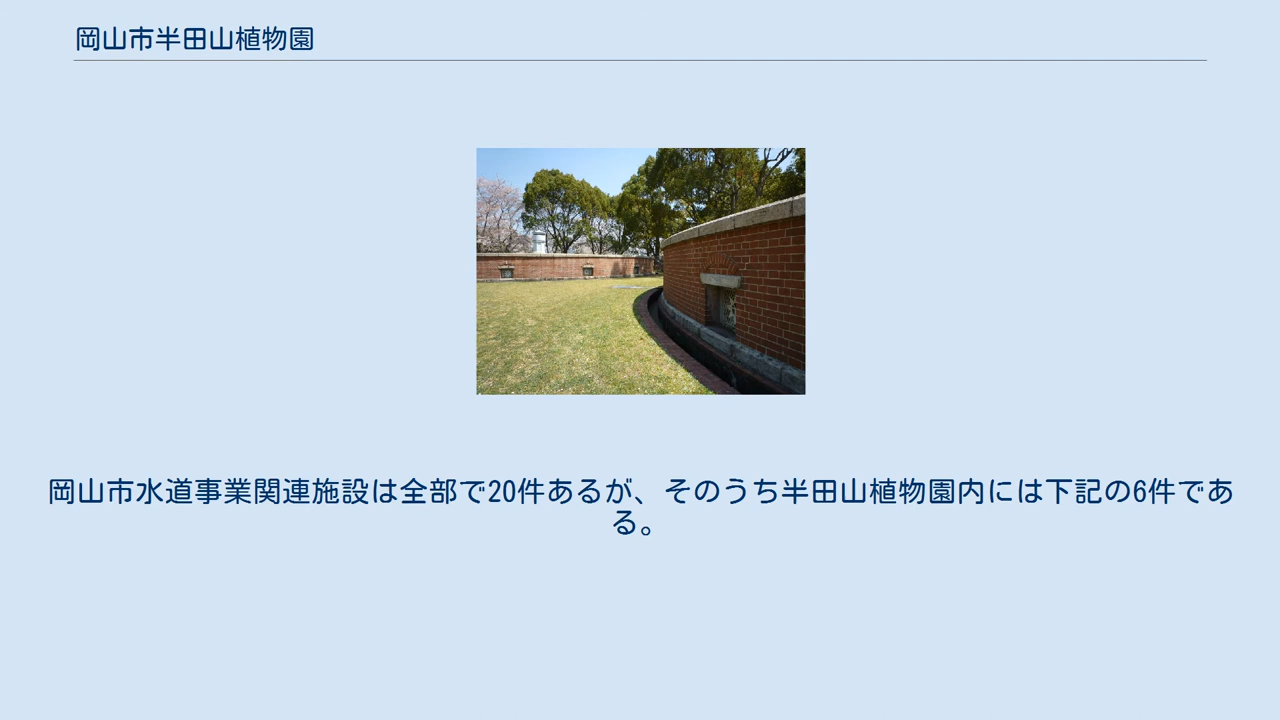 岡山市半田山植物園
岡山市水道事業関連施設は全部で20件あるが、そのうち半田山植物園内には下記の6件であ
る。